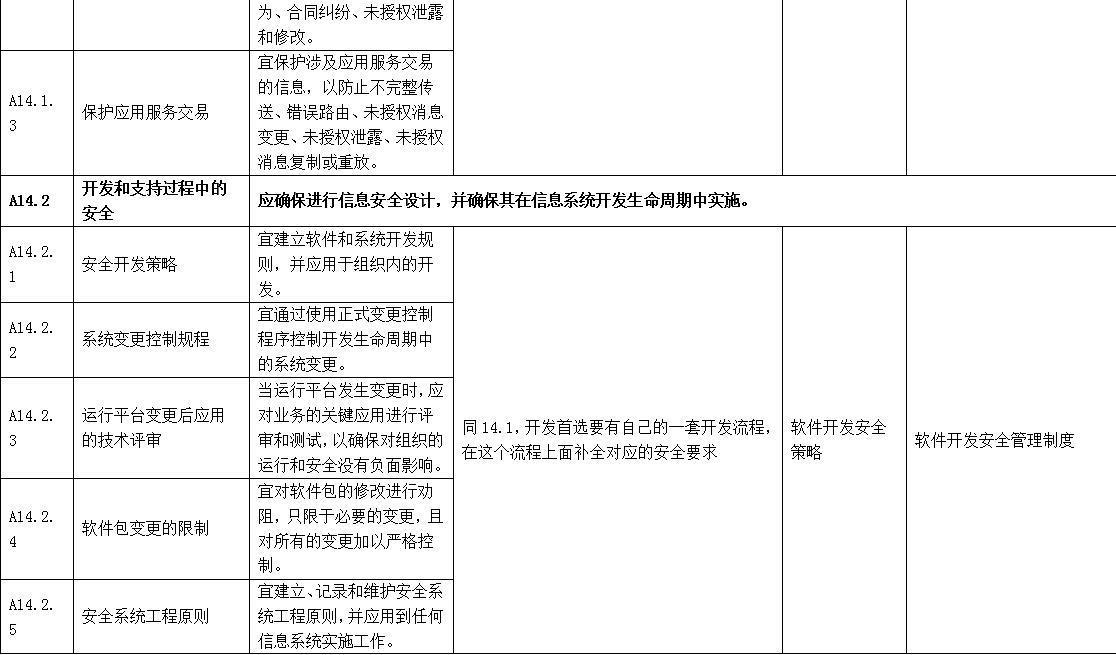 为、合同纠纷、未授权泄露
和修改。
A14.1.
3
保护应用服务交易
宜保护涉及应用服务交易
的信息，以防止不完整传
送、错误路由、未授权消息
变更、未授权泄露、未授权
消息复制或重放。
A14.2
开发和支持过程中的
安全
应确保进行信息安全设计，并确保其在信息系统开发生命周期中实施。
A14.2.
1
安全开发策略
宜建立软件和系统开发规
则，并应用于组织内的开
发。
A14.2.
2
系统变更控制规程
宜通过使用正式变更控制
程序控制开发生命周期中
的系统变更。
A14.2.
3
运行平台变更后应用
的技术评审
当运行平台发生变更时，应
对业务的关键应用进行评
审和测试，以确保对组织的
运行和安全没有负面影响。
A14.2.
4
软件包变更的限制
宜对软件包的修改进行劝
阻，只限于必要的变更，且
对所有的变更加以严格控
制。
A14.2.
5
安全系统工程原则
宜建立、记录和维护安全系
统工程原则，并应用到任何
信息系统实施工作。
同14.1，开发首选要有自己的一套开发流程，
在这个流程上面补全对应的安全要求
软件开发安全
策略
软件开发安全管理制度